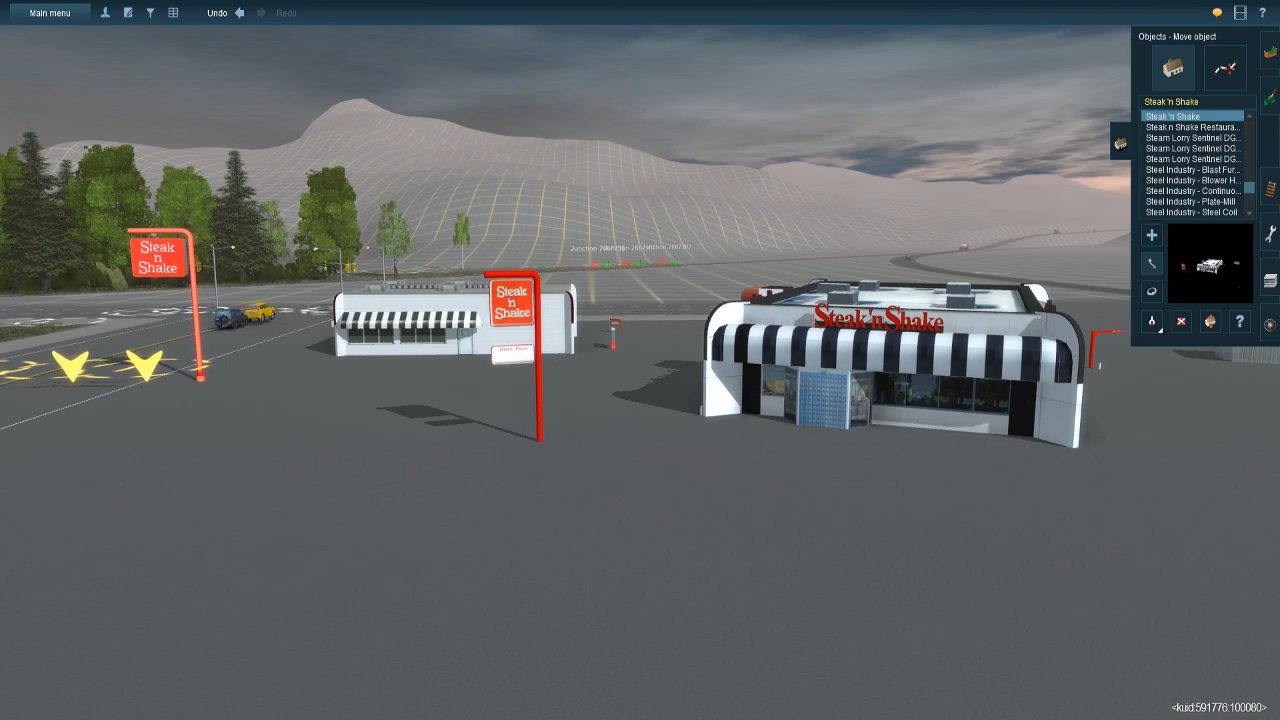 Main menu
Undo
Redo
?
Objects - Move object
Steak 'n Shake
Steak 'n Shake
Steak n Shake Restaura...
Steam Lorry Sentinel DG...
Steam Lorry Sentinel DG...
Steam Lorry Sentinel DG...
Steel Industry - Blast Fur...
Steel Industry - Blower H...
Steel Industry - Continuo...
Steel Industry - Plate-Mill
Steel Industry - Steel Coil
?
Steak
n
Shake
Junction
Steak
'n
Shake
Steak 'n Shake
<kuid:591776:100080>